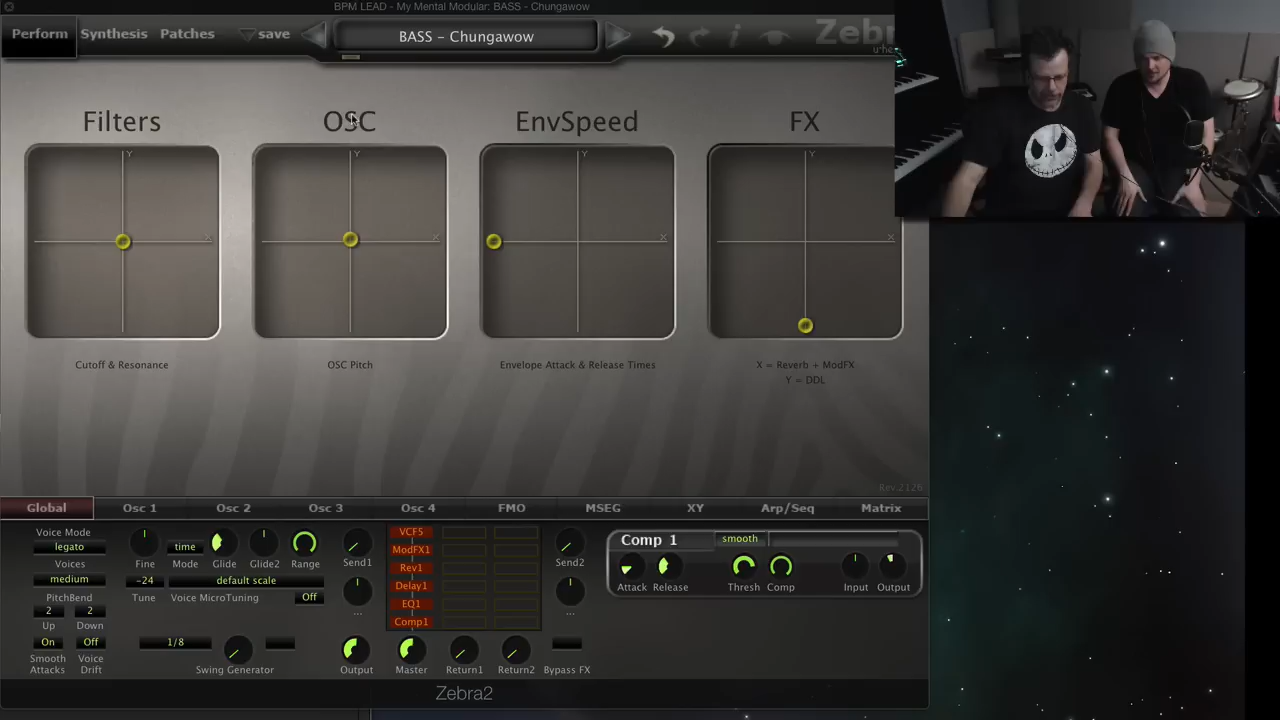 BPM LEAD - My Mental Modular: BASS - Chungawow
Perform Synthesis Patches save BASS - Chungawow
Filters OSC EnvSpeed FX
Y Y Y Y
X X X X
Cutoff & Resonance OSC Pitch Envelope Attack & Release Times X = Reverb + ModFX
Y = DDL
Rev.2126
Global Osc 1 Osc 2 Osc 3 Osc 4 FMO MSEG XY Arp/Seq Matrix
Voice Mode
legato
Voices
medium
PitchBend
2 2
Up Down
On Off
Smooth Attacks
Voice Drift
Fine time Mode Glide Glide2 Range
-24 default scale
Tune Voice MicroTuning Off
1/8
Swing Generator
Send1
...
Output
VCF5
ModFX1
Rev1
Delay1
EQ1
Comp1
Master Return1 Return2
Send2
...
Bypass FX
Comp 1 smooth
Attack Release Thresh Comp Input Output
Zebra2